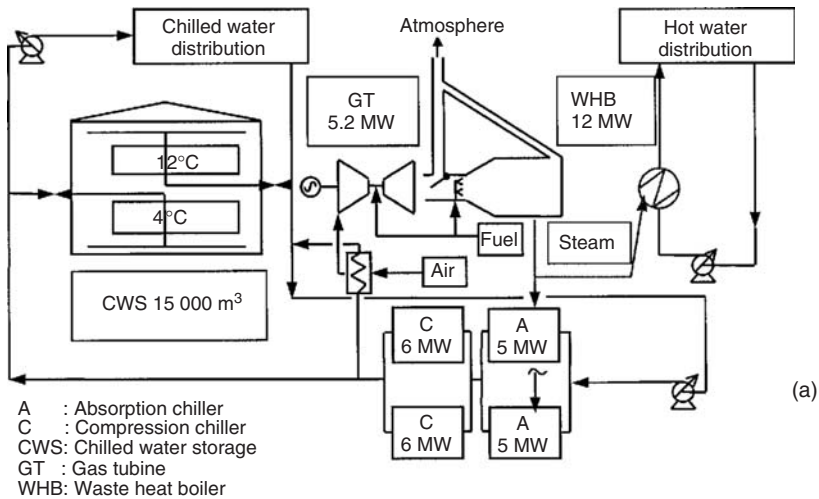 Chilled water
distribution
Atmosphere
Hot water
distribution
GT
5.2 MW
WHB
12 MW
12°C
4°C
CWS 15 000 m³
Fuel
Steam
Air
C
6 MW
A
5 MW
C
6 MW
A
5 MW
(a)
A : Absorption chiller
C : Compression chiller
CWS: Chilled water storage
GT : Gas tubine
WHB: Waste heat boiler